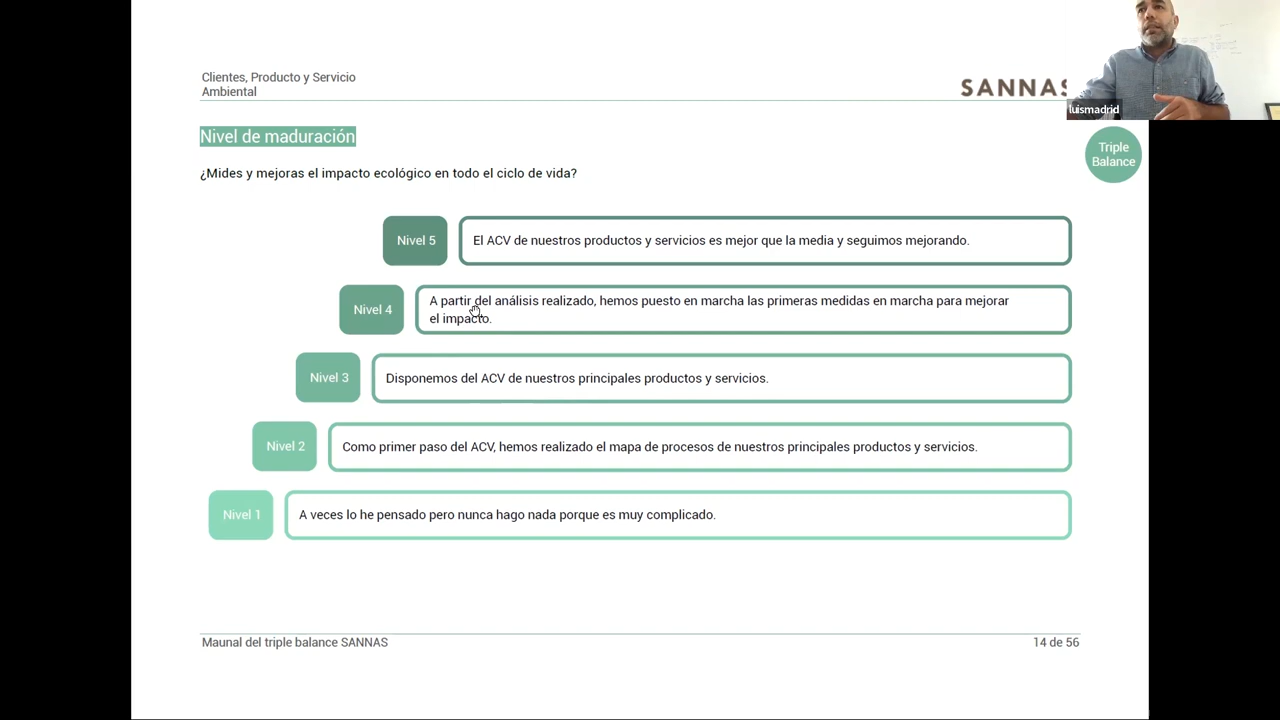 Clientes, Producto y Servicio
Ambiental
SANNAS
luismadrid
Nivel de maduración
Triple
Balance
¿Mides y mejoras el impacto ecológico en todo el ciclo de vida?
Nivel 5
El ACV de nuestros productos y servicios es mejor que la media y seguimos mejorando.
Nivel 4
A partir del análisis realizado, hemos puesto en marcha las primeras medidas en marcha para mejorar
el impacto.
Nivel 3
Disponemos del ACV de nuestros principales productos y servicios.
Nivel 2
Como primer paso del ACV, hemos realizado el mapa de procesos de nuestros principales productos y servicios.
Nivel 1
A veces lo he pensado pero nunca hago nada porque es muy complicado.
Maunal del triple balance SANNAS
14 de 56